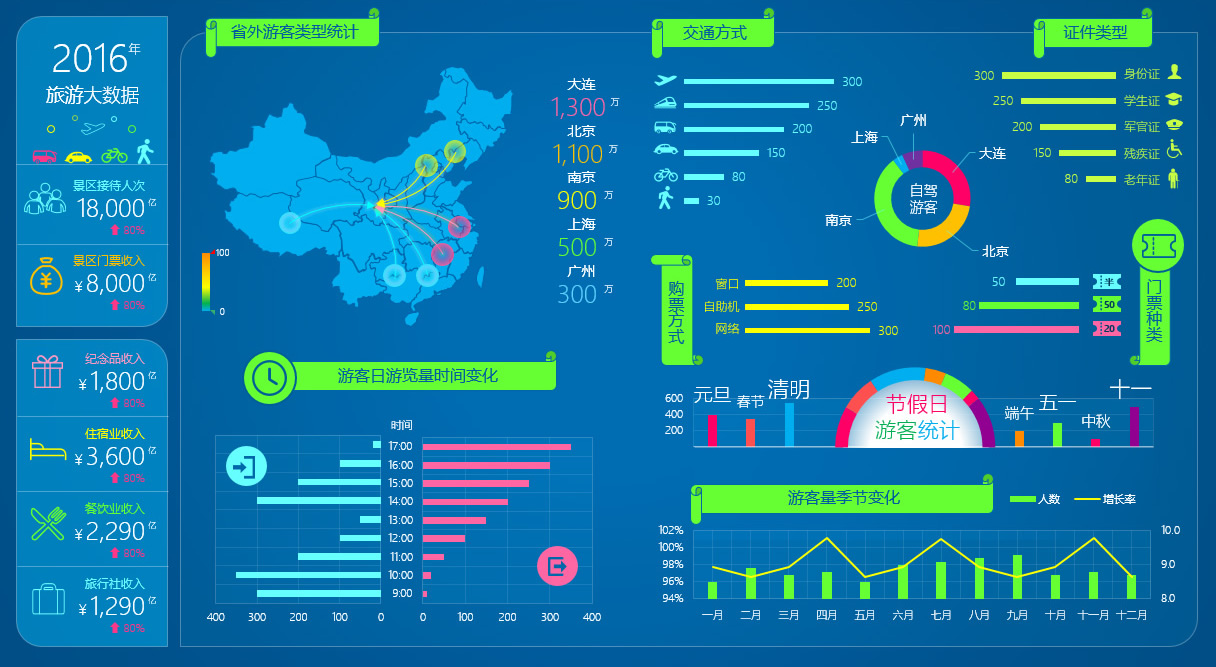 2016年
旅游大数据
景区接待人次
18,000亿
80%
景区门票收入
¥8,000亿
80%
纪念品收入
¥1,800亿
80%
住宿业收入
¥3,600亿
80%
餐饮业收入
¥2,290亿
80%
旅行社收入
¥1,290亿
80%
省外游客类型统计
100
0
大连
1,300万
北京
1,100万
南京
900万
上海
500万
广州
300万
交通方式
300
250
200
150
80
30
证件类型
300 身份证
250 学生证
200 军官证
150 残疾证
80 老年证
广州
上海
大连
自驾
游客
南京
北京
购票方式
窗口 200
自助机 250
网络 300
门票种类
50 半
80 50
100 20
游客日游览量时间变化
时间
17:00
16:00
15:00
14:00
13:00
12:00
11:00
10:00
9:00
400 300 200 100 0 0 100 200 300 400
节假日
游客统计
600
400
200
元旦
春节
清明
端午
五一
中秋
十一
游客量季节变化
人数
增长率
102%
100%
98%
96%
94%
10.0
9.0
8.0
一月 二月 三月 四月 五月 六月 七月 八月 九月 十月 十一月 十二月